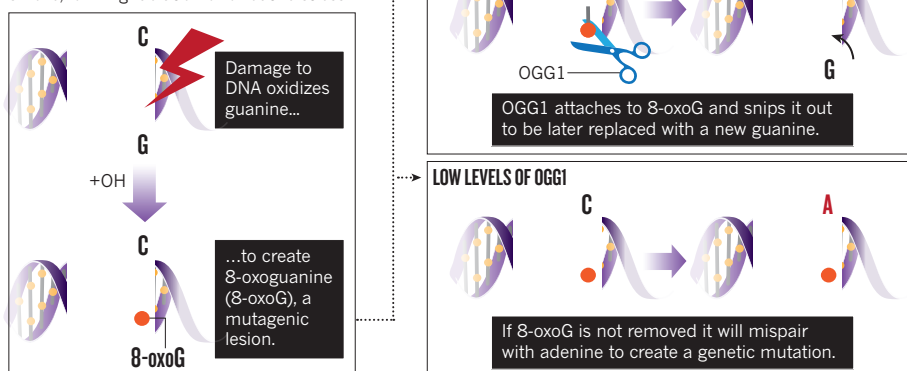 C
Damage to
DNA oxidizes
guanine...
G
+OH
C
...to create
8-oxoguanine
(8-oxoG), a
mutagenic
lesion.
8-oxoG
OGG1
G
OGG1 attaches to 8-oxoG and snips it out
to be later replaced with a new guanine.
LOW LEVELS OF OGG1
C
A
If 8-oxoG is not removed it will mispair
with adenine to create a genetic mutation.